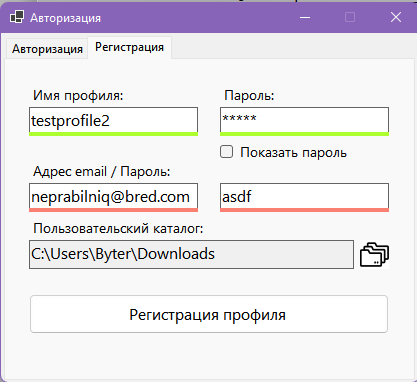 Авторизация
Авторизация Регистрация
Имя профиля: Пароль:
testprofile2 *****
Показать пароль
Адрес email / Пароль:
neprabilniq@bred.com asdf
Пользовательский каталог:
C:\Users\Byter\Downloads
Регистрация профиля